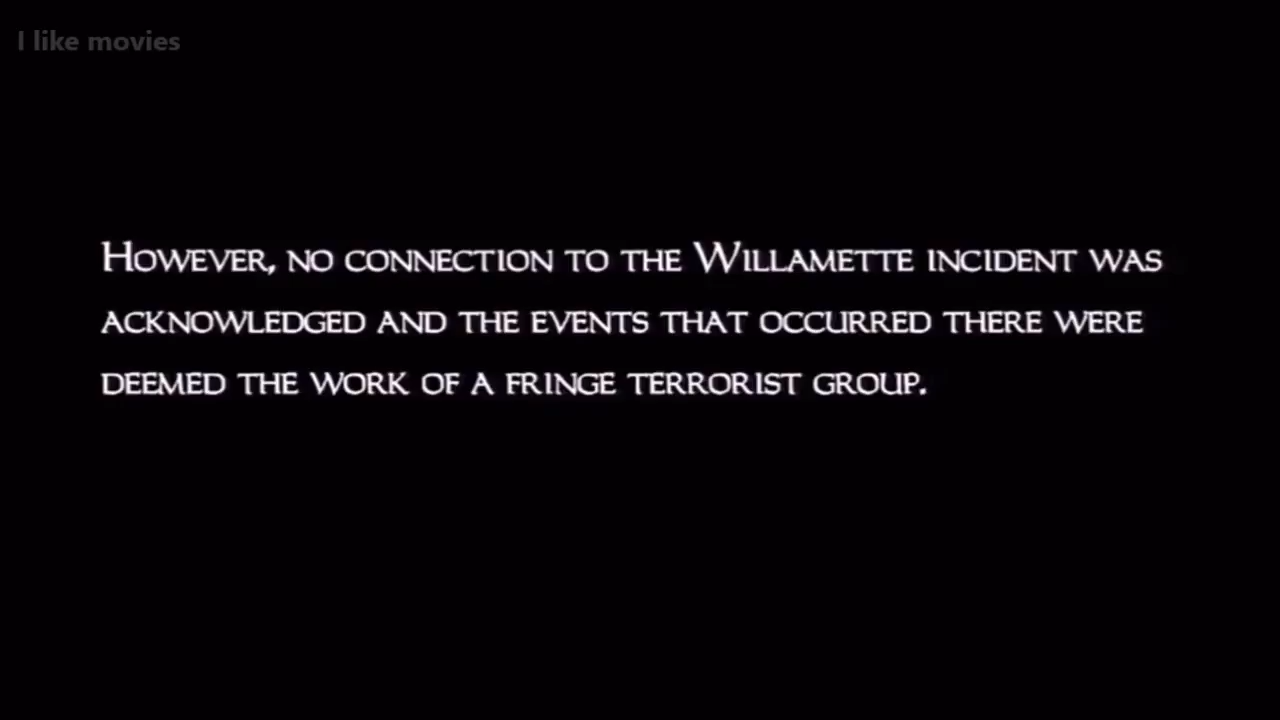 I like movies
However, no connection to the Willamette incident was
acknowledged and the events that occurred there were
deemed the work of a fringe terrorist group.